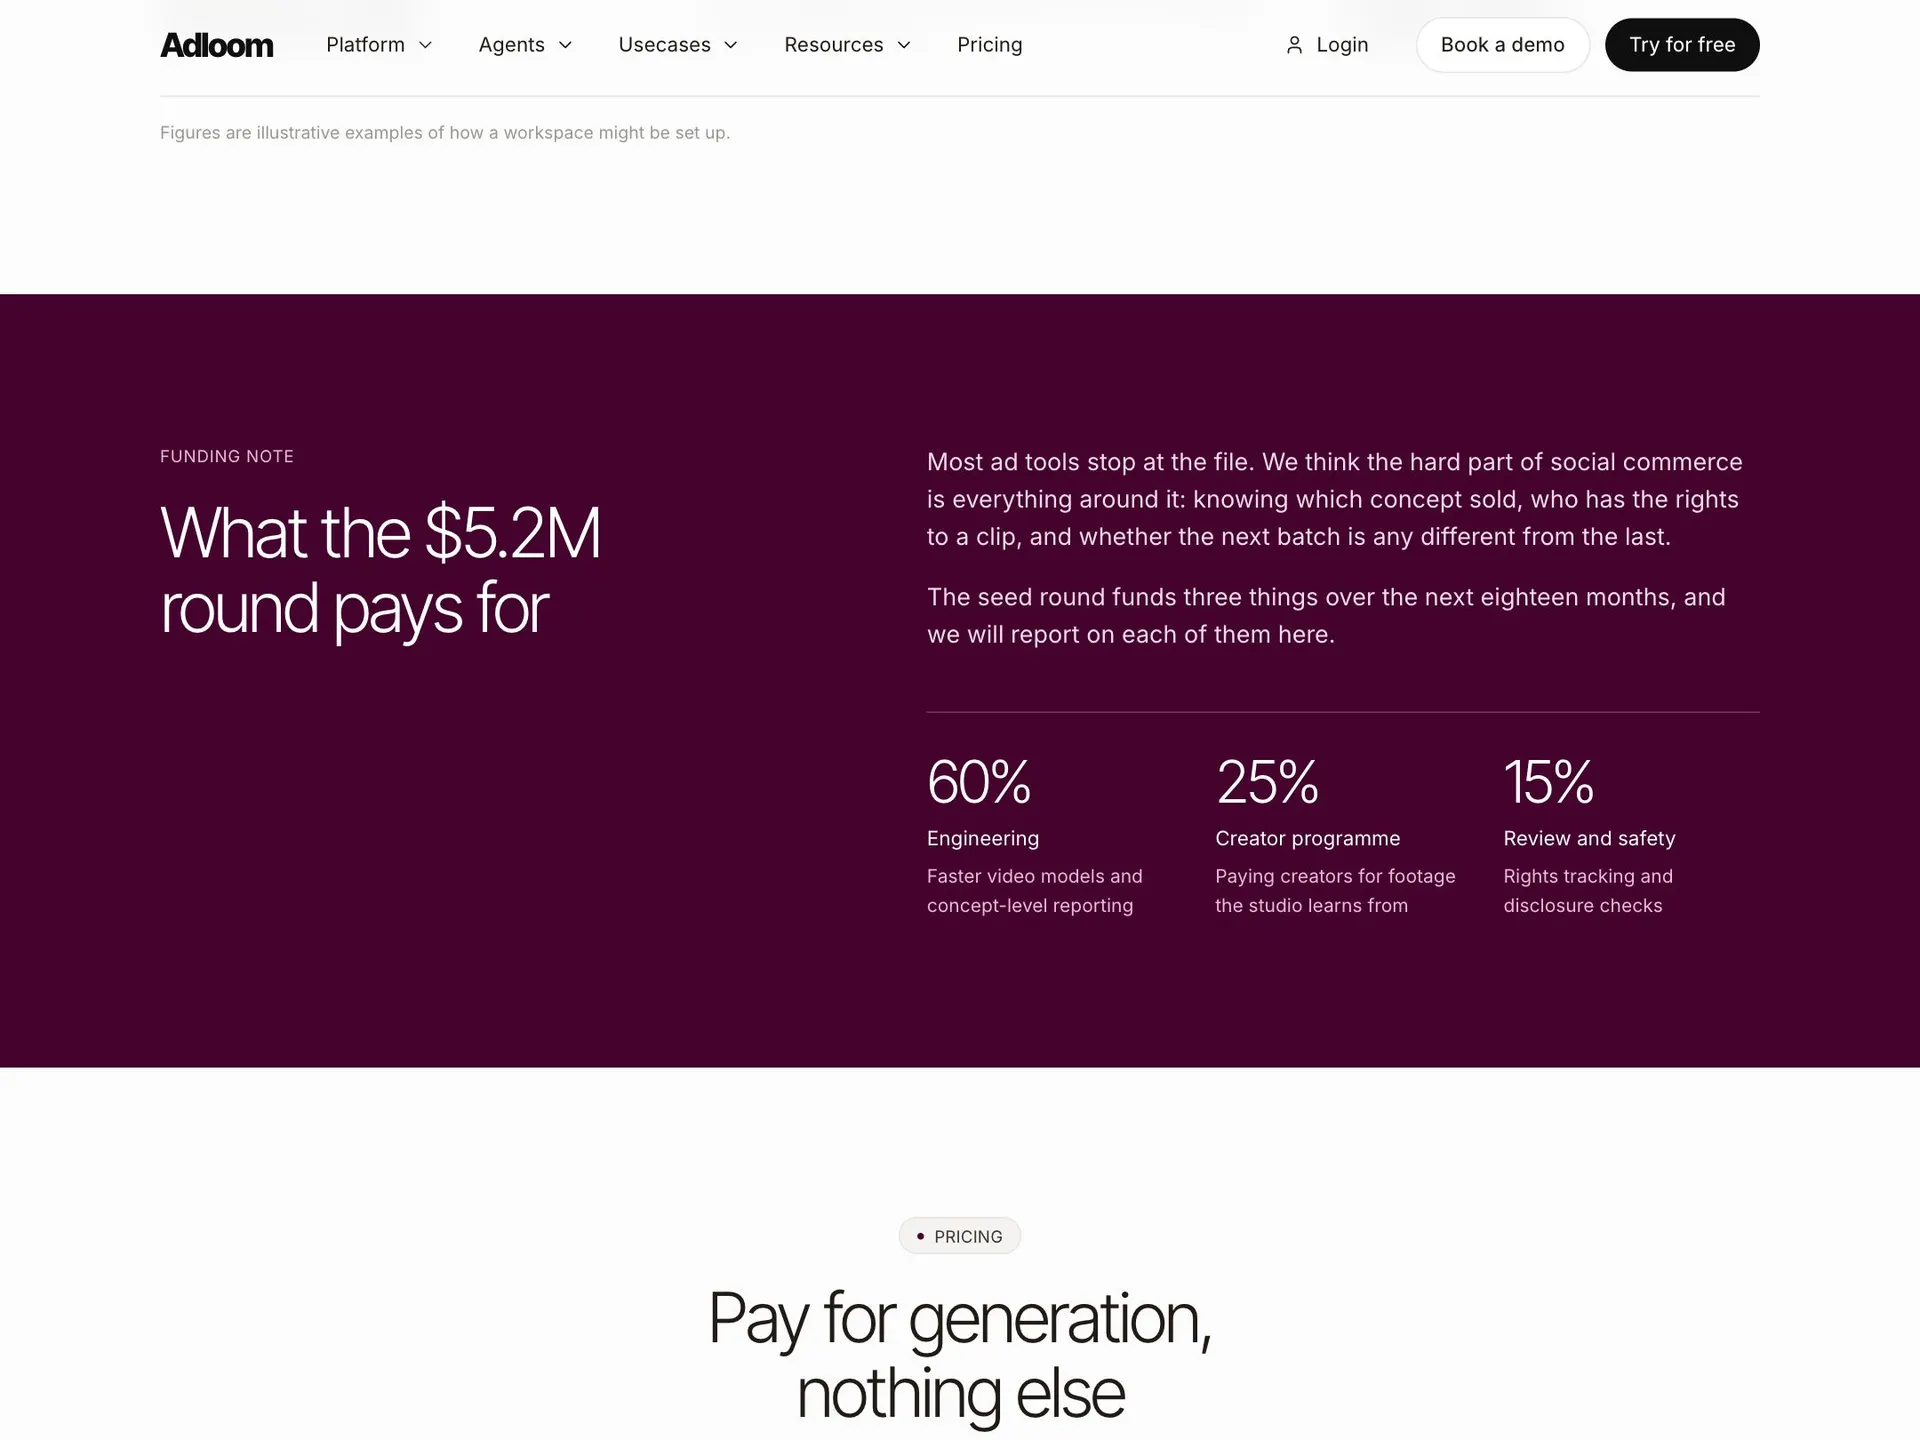 Adloom
Platform
Agents
Usecases
Resources
Pricing
Login
Book a demo
Try for free
Figures are illustrative examples of how a workspace might be set up.
FUNDING NOTE
What the $5.2M
round pays for
Most ad tools stop at the file. We think the hard part of social commerce
is everything around it: knowing which concept sold, who has the rights
to a clip, and whether the next batch is any different from the last.
The seed round funds three things over the next eighteen months, and
we will report on each of them here.
60%
Engineering
Faster video models and
concept-level reporting
25%
Creator programme
Paying creators for footage
the studio learns from
15%
Review and safety
Rights tracking and
disclosure checks
PRICING
Pay for generation,
nothing else